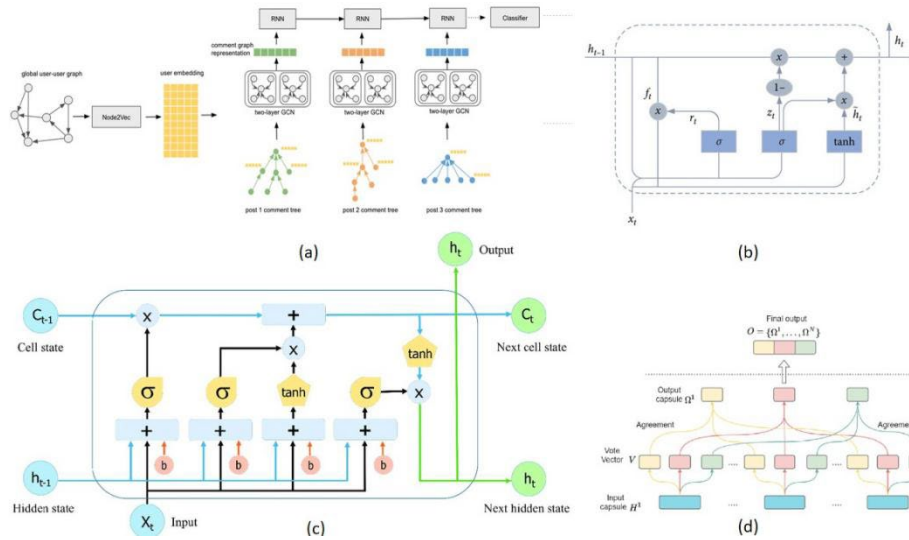 RNN
RNN
RNN
Classifier
comment graph
representation
global user-user graph
user embedding
Node2Vec
two-layer GCN
two-layer GCN
two-layer GCN
post 1 comment tree
post 2 comment tree
post 3 comment tree
(a)
h_t
h_{t-1}
x
+
1-
f_t
z_t
x
x
r_t
h̃_t
σ
σ
tanh
x_t
(b)
h_t
Output
C_{t-1}
x
+
C_t
Cell state
Next cell state
x
tanh
σ
σ
tanh
σ
x
+
+
+
+
b
b
b
b
h_{t-1}
h_t
Hidden state
Next hidden state
X_t
Input
(c)
Final output
O = {Ω¹, . . . , Ω^N}
Output
capsule Ω¹
Agreement
Agreeme
Vote
Vector V
....
....
Input
capsule
....
....
(d)